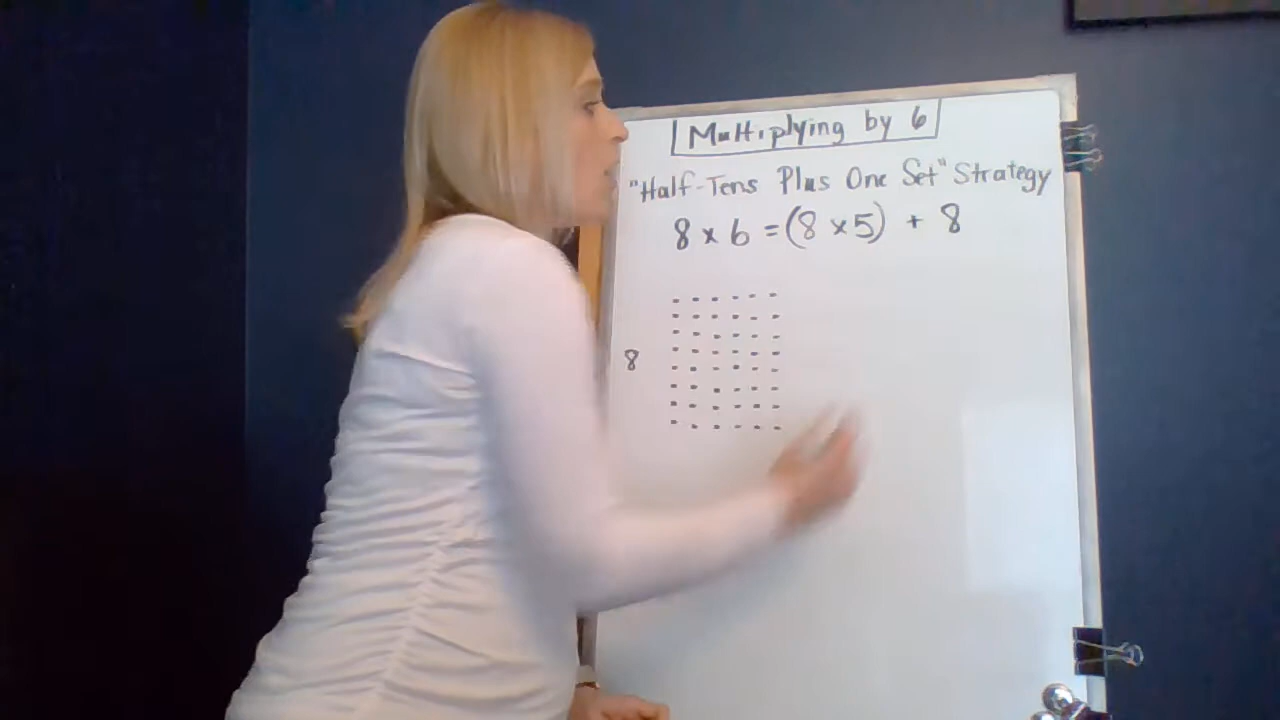 Multiplying by 6
"Half-Tens Plus One Set" Strategy
8 × 6 = (8 × 5) + 8
8